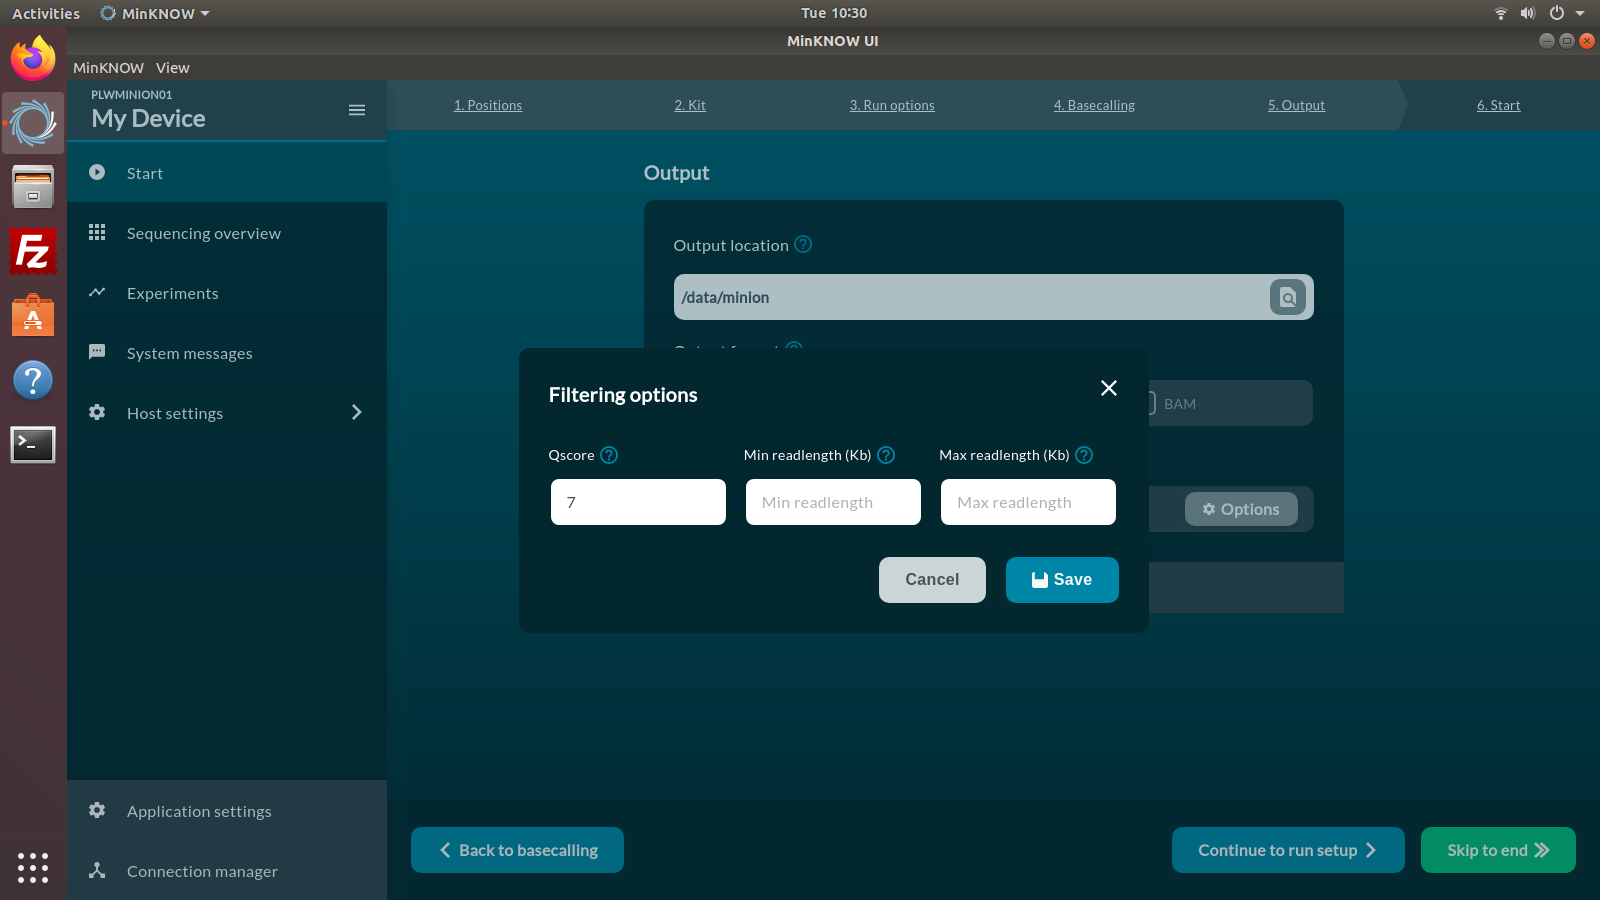 Activities
MinKNOW
Tue 10:30
MinKNOW UI
MinKNOW View
PLWMINION01
My Device
1. Positions
2. Kit
3. Run options
4. Basecalling
5. Output
6. Start
Start
Sequencing overview
Experiments
System messages
Host settings
Application settings
Connection manager
Output
Output location
/data/minion
BAM
Options
Filtering options
Qscore
Min readlength (Kb)
Max readlength (Kb)
7
Min readlength
Max readlength
Cancel
Save
Back to basecalling
Continue to run setup
Skip to end